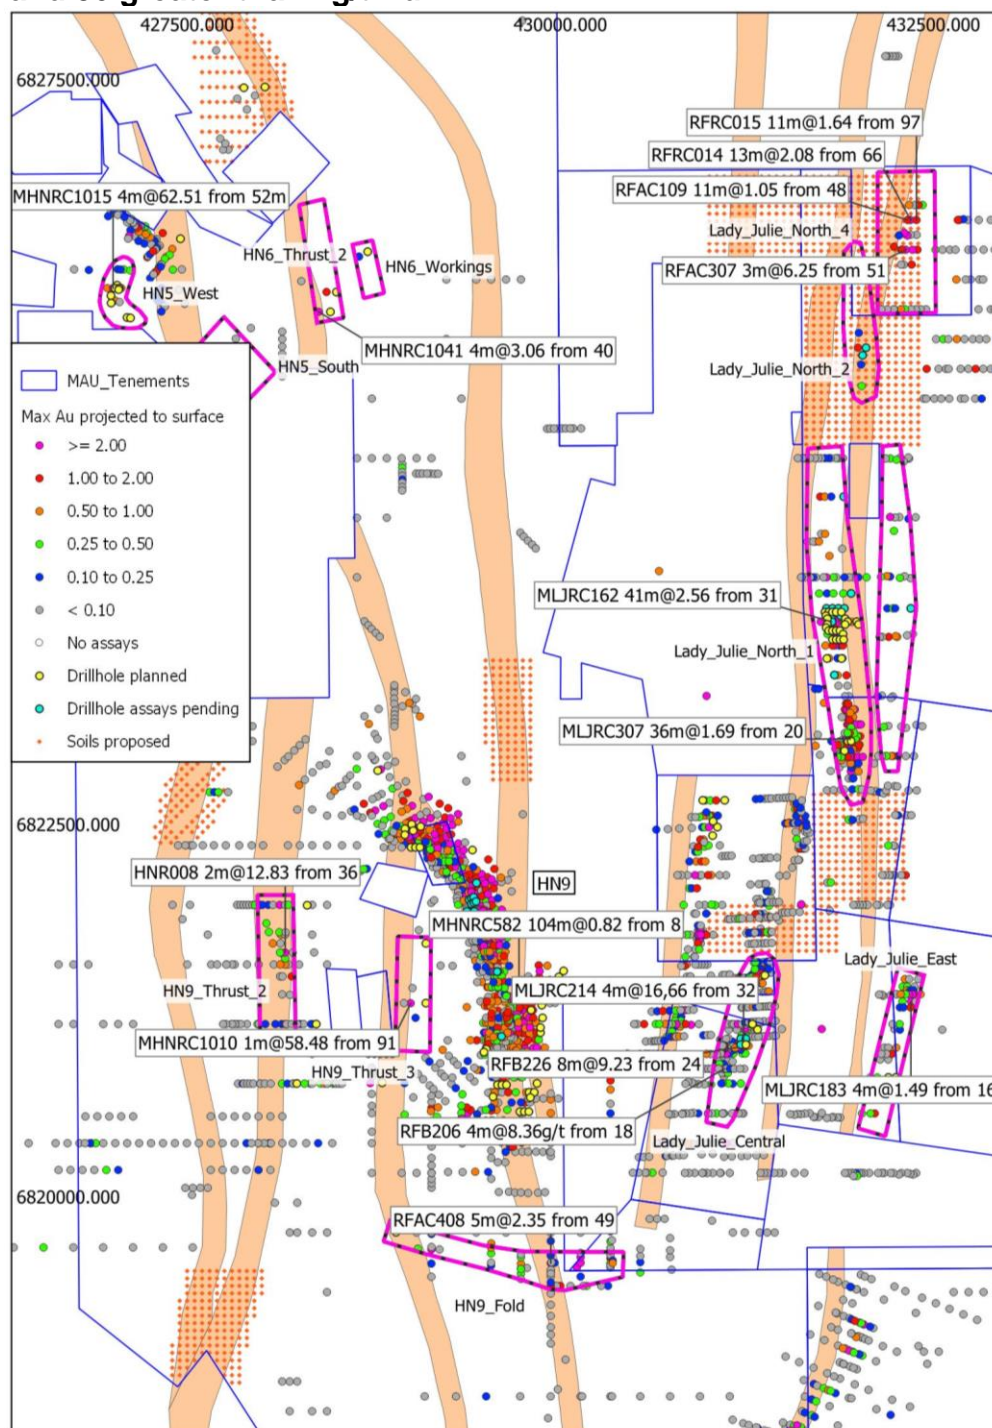 427500.000
430000.000
432500.000
6827500.000
RFRC015 11m@1.64 from 97
RFRC014 13m@2.08 from 66
RFAC109 11m@1.05 from 48
MHNRC1015 4m@62.51 from 52m
Lady_Julie_North_4
HN6_Thrust_2
HN6_Workings
RFAC307 3m@6.25 from 51
HN5_West
MHNRC1041 4m@3.06 from 40
HN5_South
Lady_Julie_North_2
MAU_Tenements
Max Au projected to surface
>= 2.00
1.00 to 2.00
0.50 to 1.00
0.25 to 0.50
0.10 to 0.25
< 0.10
No assays
Drillhole planned
Drillhole assays pending
Soils proposed
MLJRC162 41m@2.56 from 31
Lady_Julie_North_1
MLJRC307 36m@1.69 from 20
6822500.000
HNR008 2m@12.83 from 36
HN9
MHNRC582 104m@0.82 from 8
Lady_Julie_East
HN9_Thrust_2
MLJRC214 4m@16,66 from 32
MHNRC1010 1m@58.48 from 91
HN9_Thrust_3
RFB226 8m@9.23 from 24
MLJRC183 4m@1.49 from 16
RFB206 4m@8.36g/t from 18
Lady_Julie_Central
6820000.000
RFAC408 5m@2.35 from 49
HN9_Fold